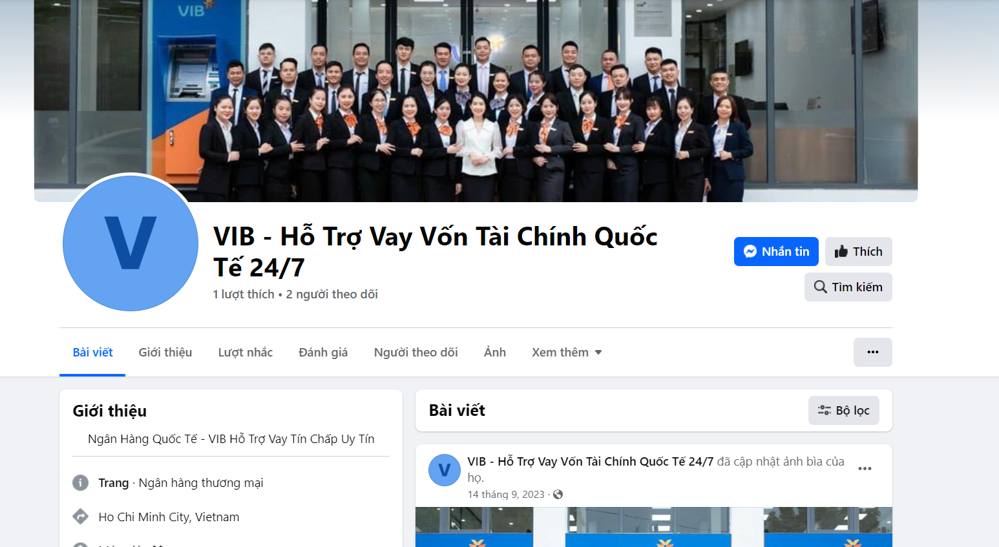 VIB
VIB
V
VIB - Hỗ Trợ Vay Vốn Tài Chính Quốc
Tế 24/7
1 lượt thích • 2 người theo dõi
Nhắn tin
Thích
Tìm kiếm
Bài viết
Giới thiệu
Lượt nhắc
Đánh giá
Người theo dõi
Ảnh
Xem thêm
Giới thiệu
Ngân Hàng Quốc Tế - VIB Hỗ Trợ Vay Tín Chấp Uy Tín
Trang · Ngân hàng thương mại
Ho Chi Minh City, Vietnam
Bài viết
Bộ lọc
V
VIB - Hỗ Trợ Vay Vốn Tài Chính Quốc Tế 24/7 đã cập nhật ảnh bìa của
họ.
14 tháng 9, 2023 ·